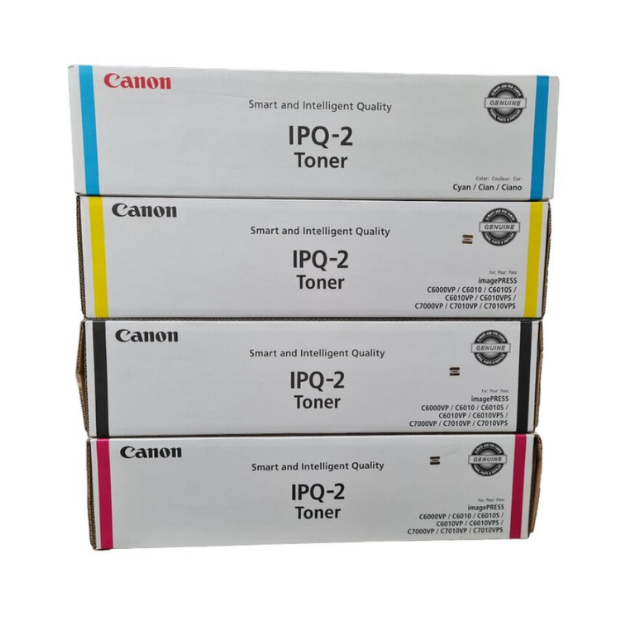 Canon
Smart and Intelligent Quality
GENUINE
IPQ-2
Toner
Color: Couleur: Cor:
Cyan / Cian / Ciano
Canon
Smart and Intelligent Quality
GENUINE
IPQ-2
Toner
For Pour Para:
imagePRESS
C6000VP / C6010 / C6010S /
C6010VP / C6010VPS /
C7000VP / C7010VP / C7010VPS
Canon
Smart and Intelligent Quality
GENUINE
IPQ-2
Toner
For Pour Para:
imagePRESS
C6000VP / C6010 / C6010S /
C6010VP / C6010VPS /
C7000VP / C7010VP / C7010VPS
Canon
Smart and Intelligent Quality
GENUINE
IPQ-2
Toner
For Pour Para:
imagePRESS
C6000VP / C6010 / C6010S /
C6010VP / C6010VPS /
C7000VP / C7010VP / C7010VPS